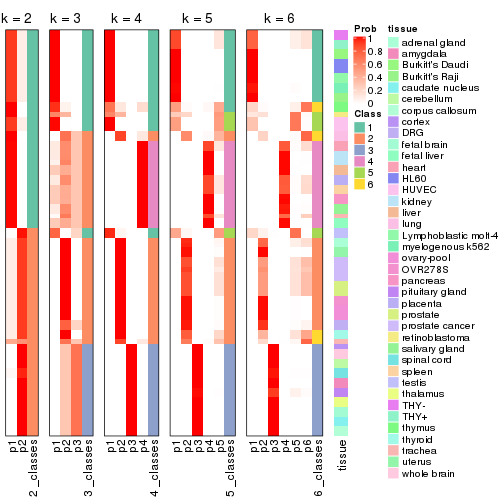 k = 2
k = 3
k = 4
k = 5
k = 6
p1
p2
2_classes
p1
p2
p3
3_classes
p1
p2
p3
p4
4_classes
p1
p2
p3
p4
p5
5_classes
p1
p2
p3
p4
p5
p6
6_classes
tissue
Prob
1
0.8
0.6
0.4
0.2
0
Class
1
2
3
4
5
6
tissue
adrenal gland
amygdala
Burkitt's Daudi
Burkitt's Raji
caudate nucleus
cerebellum
corpus callosum
cortex
DRG
fetal brain
fetal liver
heart
HL60
HUVEC
kidney
liver
lung
Lymphoblastic molt-4
myelogenous k562
ovary-pool
OVR278S
pancreas
pituitary gland
placenta
prostate
prostate cancer
retinoblastoma
salivary gland
spinal cord
spleen
testis
thalamus
THY-
THY+
thymus
thyroid
trachea
uterus
whole brain